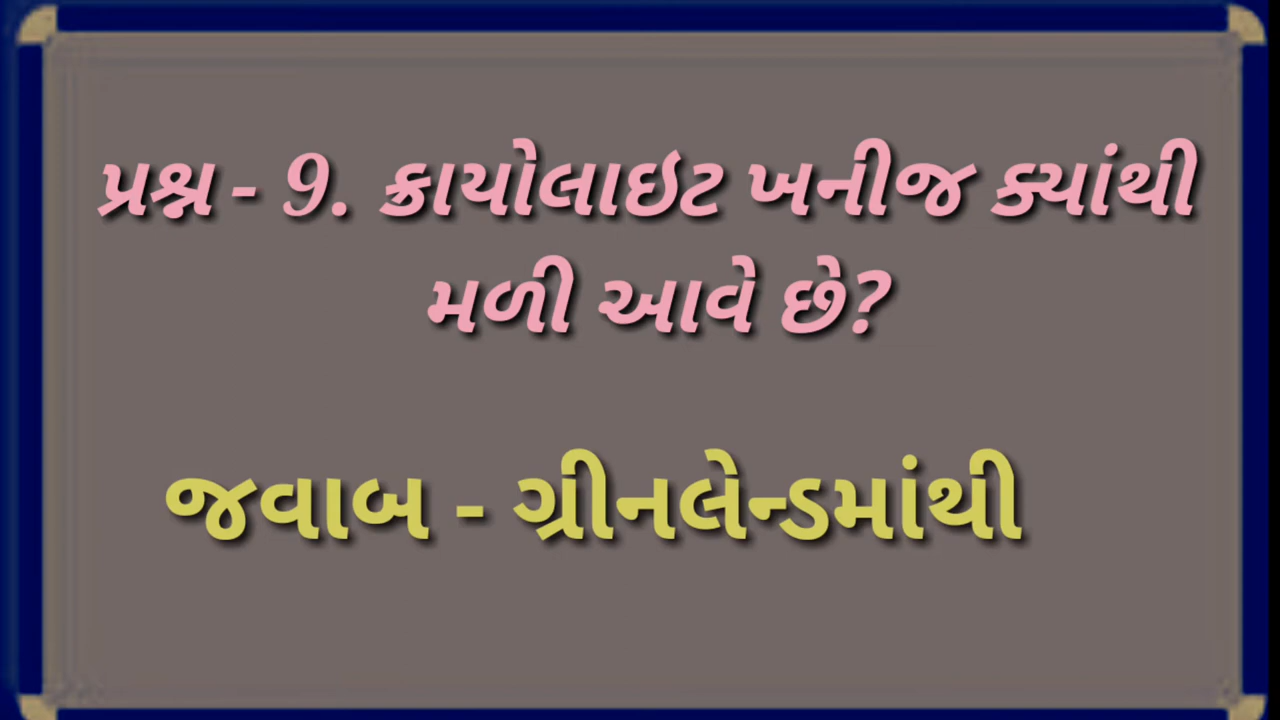 પ્રશ્ન - 9. ક્રાયોલાઇટ ખનીજ ક્યાંથી
મળી આવે છે?
જવાબ - ગ્રીનલેન્ડમાંથી